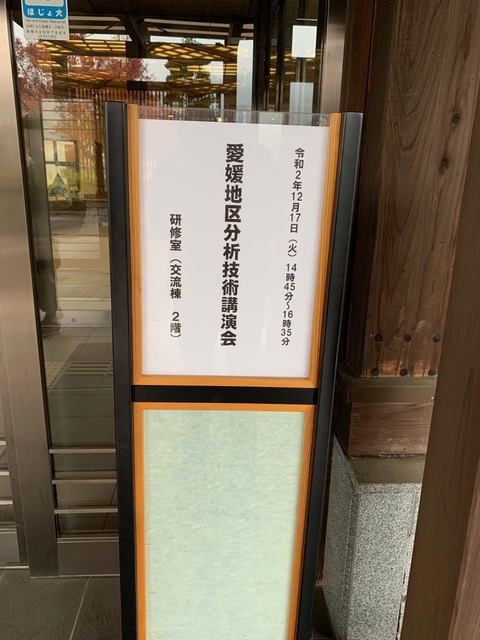 ほじょ犬
令和2年12月17日（火）14時45分～16時35分
愛媛地区分析技術講演会
研修室（交流棟　2階）